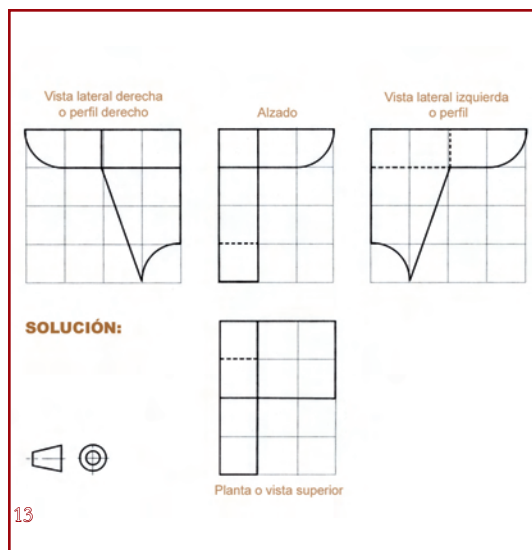 Vista lateral derecha
o perfil derecho
Alzado
Vista lateral izquierda
o perfil
SOLUCIÓN:
Planta o vista superior
13